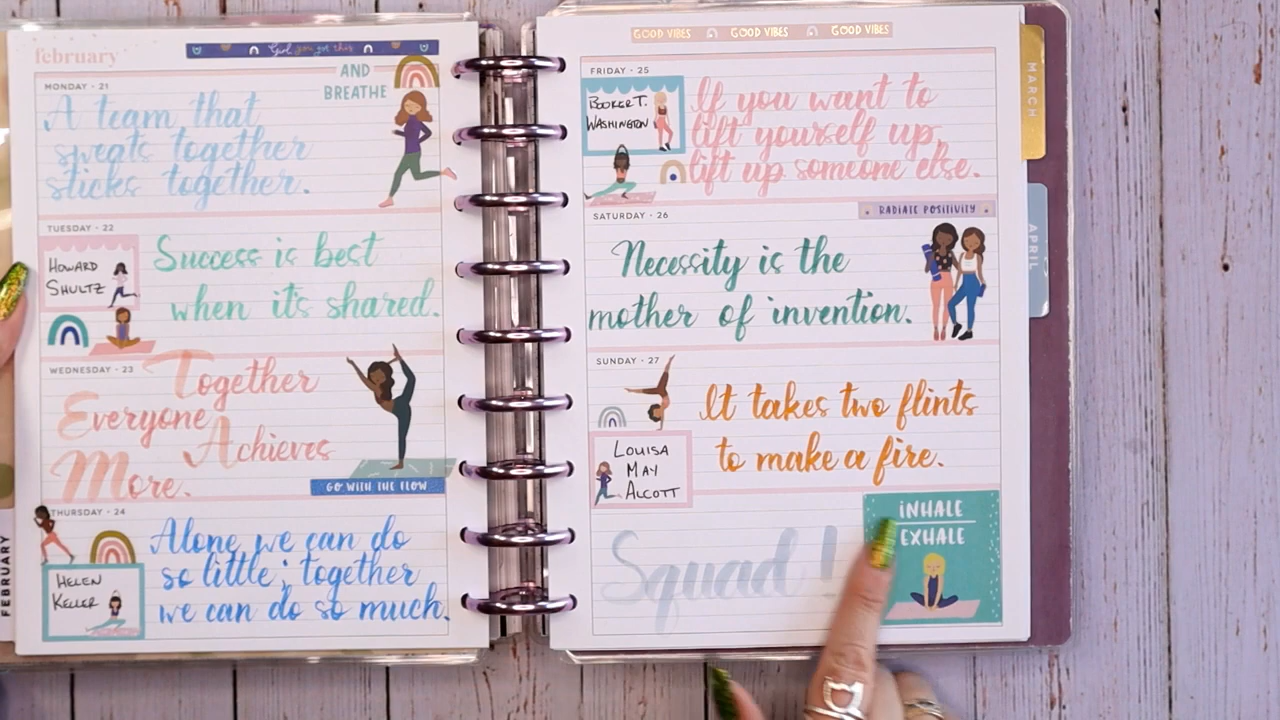 february
Girl you got this
AND
BREATHE
MONDAY · 21
A team that
sweats together
sticks together.
TUESDAY · 22
HOWARD
SHULTZ
Success is best
when it's shared.
WEDNESDAY · 23
Together
Everyone
Achieves
More.
GO WITH THE FLOW
THURSDAY · 24
HELEN
KELLER
Alone we can do
so little; together
we can do so much.
FEBRUARY
GOOD VIBES GOOD VIBES GOOD VIBES
FRIDAY · 25
BOOKER T.
WASHINGTON
If you want to
lift yourself up,
lift up someone else.
SATURDAY · 26
RADIATE POSITIVITY
Necessity is the
mother of invention.
SUNDAY · 27
LOUISA
MAY
ALCOTT
It takes two flints
to make a fire.
Squad!
INHALE
EXHALE
MARCH
APRIL